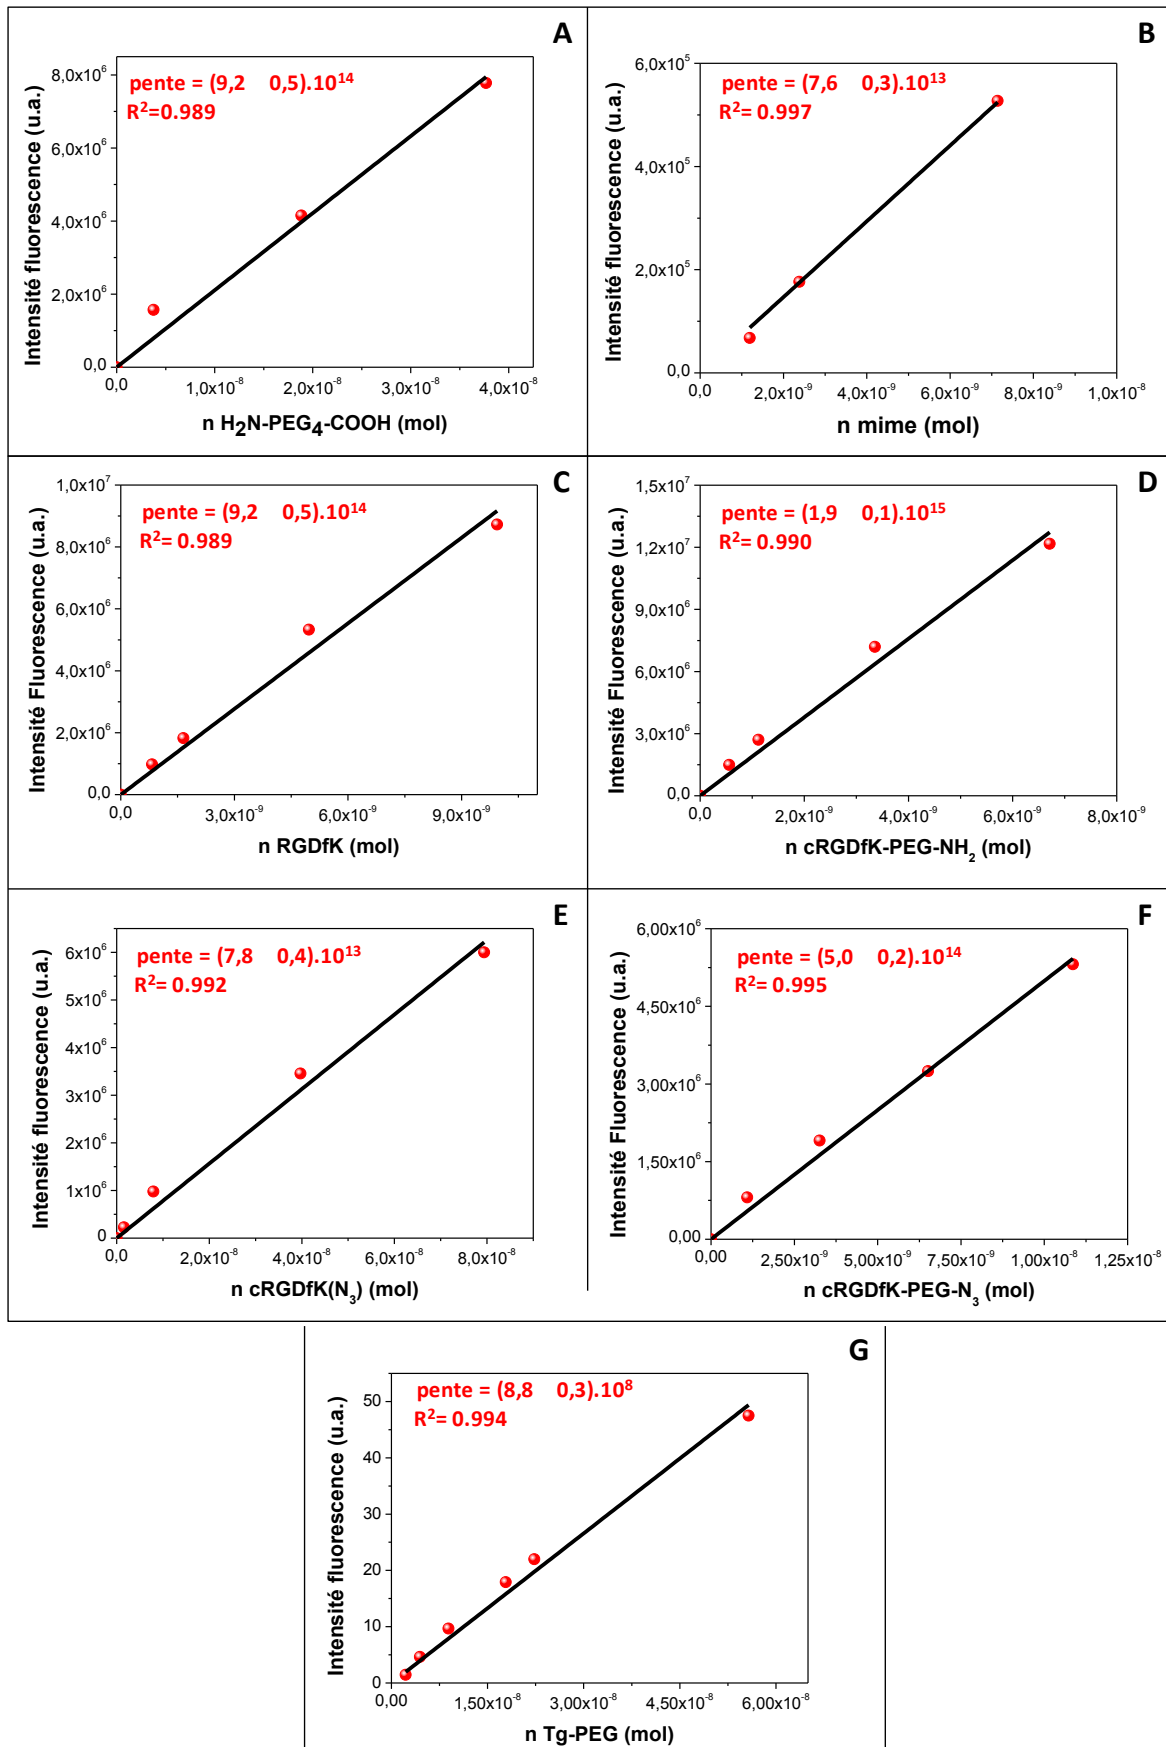 A
pente = (9,2 0,5).10¹⁴
R²=0.989
Intensité fluorescence (u.a.)
8,0x10⁶
6,0x10⁶
4,0x10⁶
2,0x10⁶
0,0
0,0 1,0x10⁻⁸ 2,0x10⁻⁸ 3,0x10⁻⁸ 4,0x10⁻⁸
n H₂N-PEG₄-COOH (mol)
B
pente = (7,6 0,3).10¹³
R²= 0.997
Intensité fluorescence (u.a.)
6,0x10⁵
4,0x10⁵
2,0x10⁵
0,0
0,0 2,0x10⁻⁹ 4,0x10⁻⁹ 6,0x10⁻⁹ 8,0x10⁻⁹ 1,0x10⁻⁸
n mime (mol)
C
pente = (9,2 0,5).10¹⁴
R²= 0.989
Intensité Fluorescence (u.a.)
1,0x10⁷
8,0x10⁶
6,0x10⁶
4,0x10⁶
2,0x10⁶
0,0
0,0 3,0x10⁻⁹ 6,0x10⁻⁹ 9,0x10⁻⁹
n RGDfK (mol)
D
pente = (1,9 0,1).10¹⁵
R²= 0.990
Intensité Fluorescence (u.a.)
1,5x10⁷
1,2x10⁷
9,0x10⁶
6,0x10⁶
3,0x10⁶
0,0
0,0 2,0x10⁻⁹ 4,0x10⁻⁹ 6,0x10⁻⁹ 8,0x10⁻⁹
n cRGDfK-PEG-NH₂ (mol)
E
pente = (7,8 0,4).10¹³
R²= 0.992
Intensité fluorescence (u.a.)
6x10⁶
5x10⁶
4x10⁶
3x10⁶
2x10⁶
1x10⁶
0
0,0 2,0x10⁻⁸ 4,0x10⁻⁸ 6,0x10⁻⁸ 8,0x10⁻⁸
n cRGDfK(N₃) (mol)
F
pente = (5,0 0,2).10¹⁴
R²= 0.995
Intensité Fluorescence (u.a.)
6,00x10⁶
4,50x10⁶
3,00x10⁶
1,50x10⁶
0,00
0,00 2,50x10⁻⁹ 5,00x10⁻⁹ 7,50x10⁻⁹ 1,00x10⁻⁸ 1,25x10⁻⁸
n cRGDfK-PEG-N₃ (mol)
G
pente = (8,8 0,3).10⁸
R²= 0.994
Intensité fluorescence (u.a.)
50
40
30
20
10
0
0,00 1,50x10⁻⁸ 3,00x10⁻⁸ 4,50x10⁻⁸ 6,00x10⁻⁸
n Tg-PEG (mol)